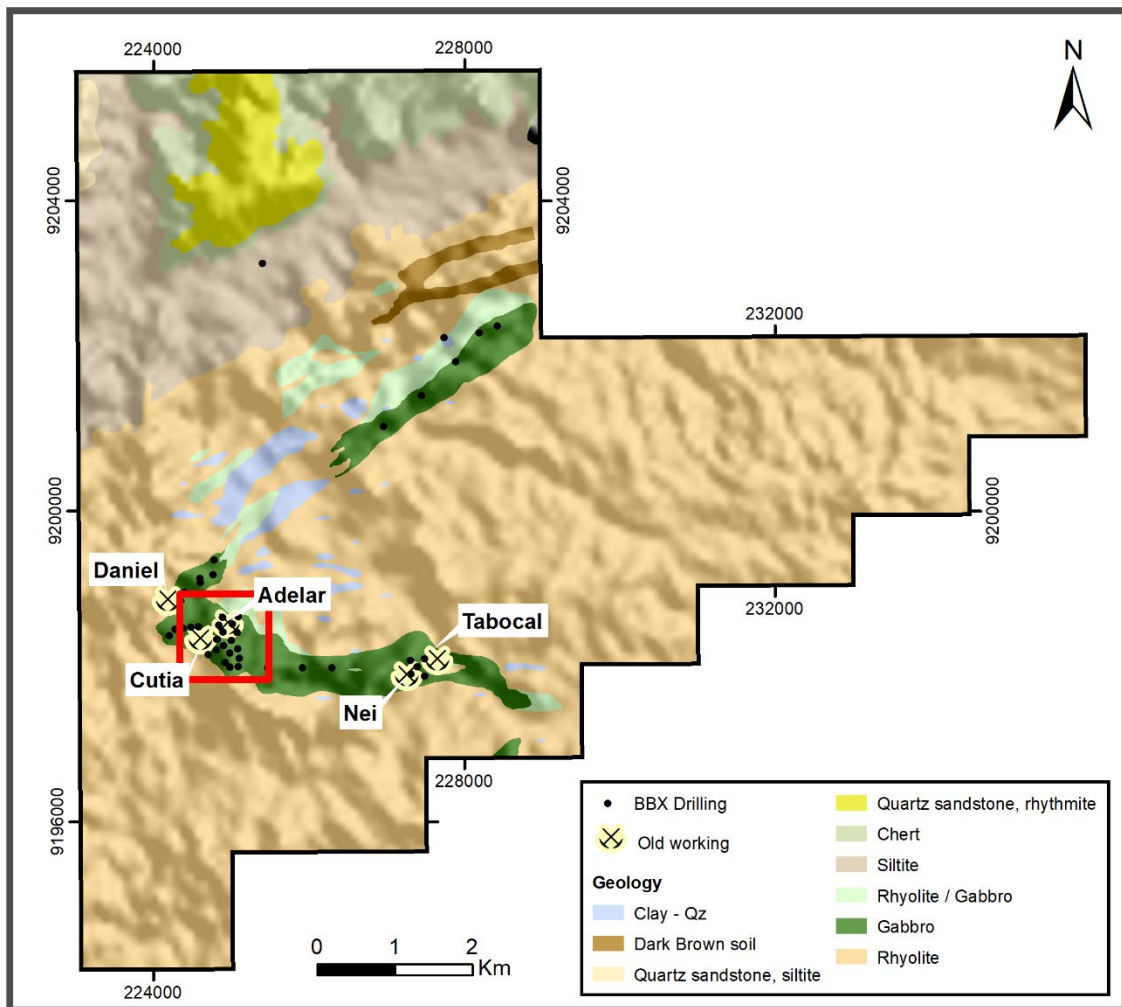 224000
228000
N
9204000
9204000
232000
9200000
9200000
Daniel
Adelar
Tabocal
232000
Cutia
Nei
228000
9196000
BBX Drilling
Old working
Geology
Clay - Qz
Dark Brown soil
Quartz sandstone, siltite
Quartz sandstone, rhythmite
Chert
Siltite
Rhyolite / Gabbro
Gabbro
Rhyolite
0 1 2
Km
224000